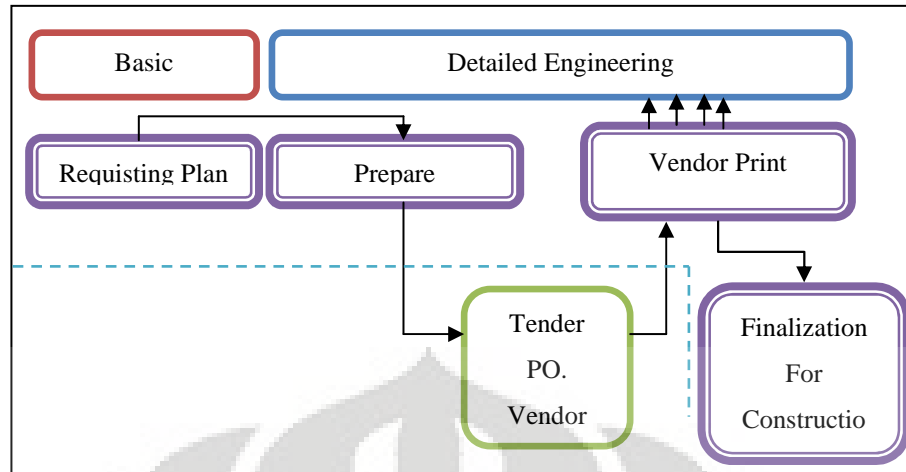 Basic
Detailed Engineering
Requisting Plan
Prepare
Vendor Print
Tender
PO.
Vendor
Finalization
For
Constructio